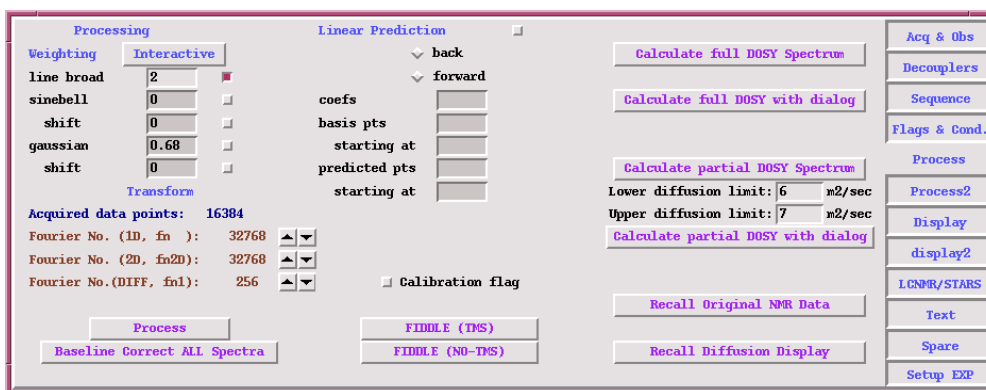 Processing
Weighting Interactive
line broad 2
sinebell 0
shift 0
gaussian 0.68
shift 0
Transform
Acquired data points: 16384
Fourier No. (1D, fn ): 32768
Fourier No. (2D, fn2D): 32768
Fourier No.(DIFF, fn1): 256
Process
Baseline Correct ALL Spectra
Linear Prediction
back
forward
coefs
basis pts
starting at
predicted pts
starting at
Calibration flag
FIDDLE (TMS)
FIDDLE (NO-TMS)
Calculate full DOSY Spectrum
Calculate full DOSY with dialog
Calculate partial DOSY Spectrum
Lower diffusion limit: 6 m2/sec
Upper diffusion limit: 7 m2/sec
Calculate partial DOSY with dialog
Recall Original NMR Data
Recall Diffusion Display
Acq & Obs
Decouplers
Sequence
Flags & Cond.
Process
Process2
Display
display2
LCNMR/STARS
Text
Spare
Setup EXP